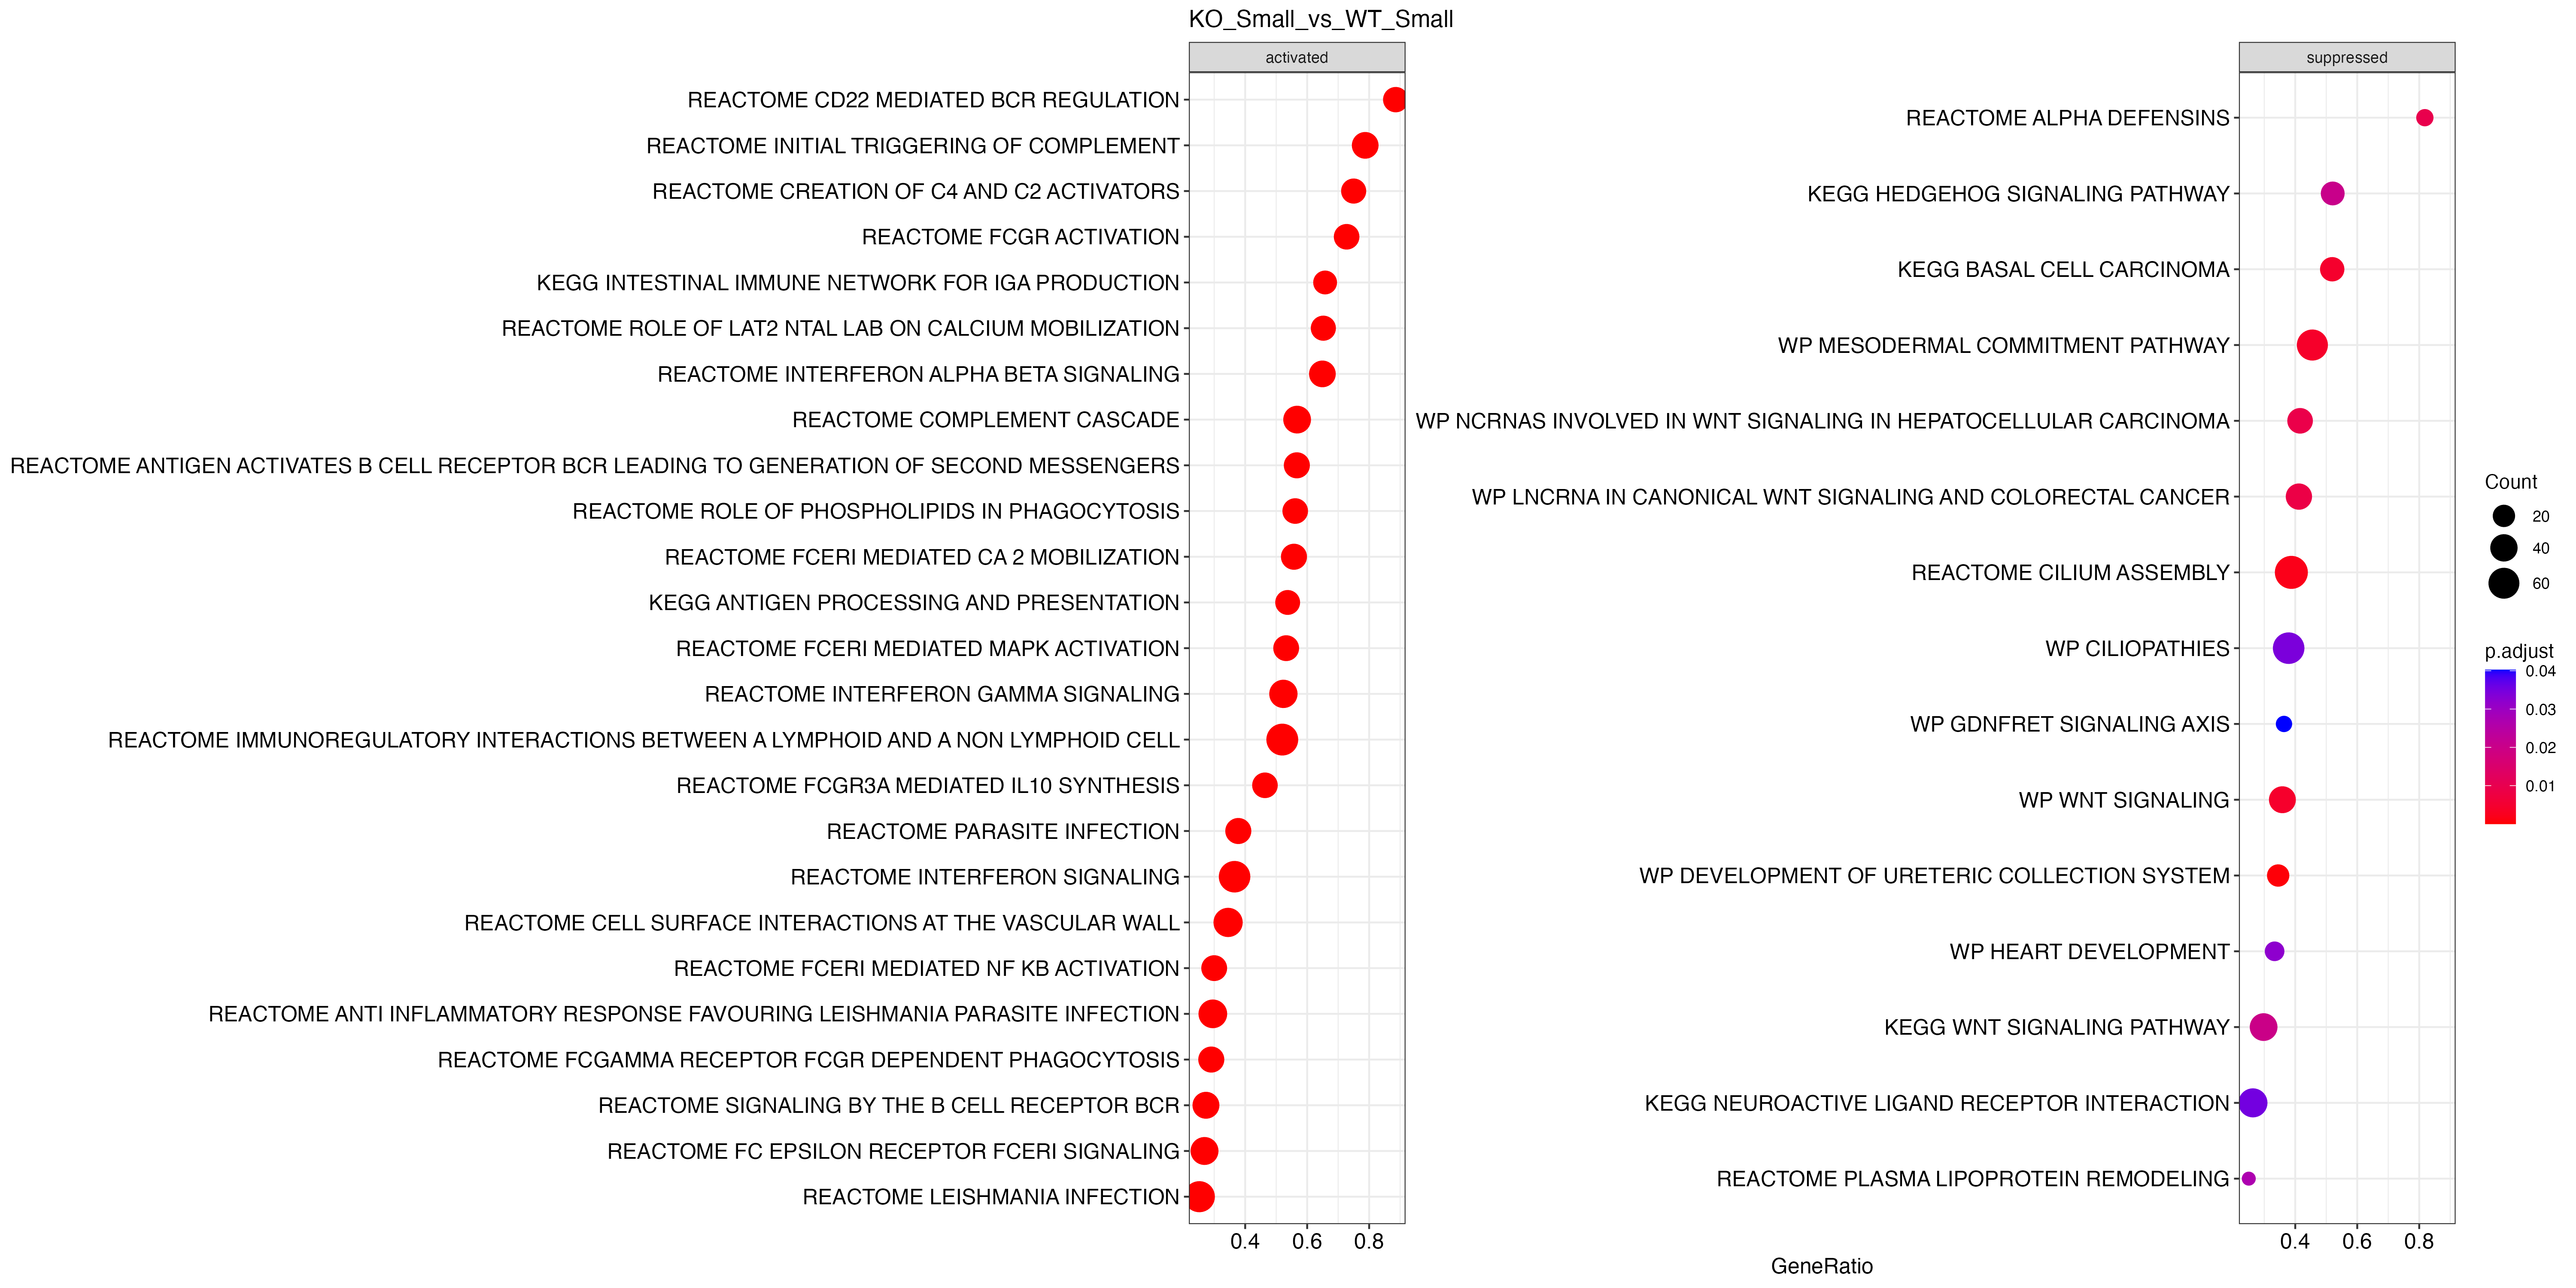 KO_Small_vs_WT_Small
activated
REACTOME CD22 MEDIATED BCR REGULATION
REACTOME INITIAL TRIGGERING OF COMPLEMENT
REACTOME CREATION OF C4 AND C2 ACTIVATORS
REACTOME FCGR ACTIVATION
KEGG INTESTINAL IMMUNE NETWORK FOR IGA PRODUCTION
REACTOME ROLE OF LAT2 NTAL LAB ON CALCIUM MOBILIZATION
REACTOME INTERFERON ALPHA BETA SIGNALING
REACTOME COMPLEMENT CASCADE
REACTOME ANTIGEN ACTIVATES B CELL RECEPTOR BCR LEADING TO GENERATION OF SECOND MESSENGERS
REACTOME ROLE OF PHOSPHOLIPIDS IN PHAGOCYTOSIS
REACTOME FCERI MEDIATED CA 2 MOBILIZATION
KEGG ANTIGEN PROCESSING AND PRESENTATION
REACTOME FCERI MEDIATED MAPK ACTIVATION
REACTOME INTERFERON GAMMA SIGNALING
REACTOME IMMUNOREGULATORY INTERACTIONS BETWEEN A LYMPHOID AND A NON LYMPHOID CELL
REACTOME FCGR3A MEDIATED IL10 SYNTHESIS
REACTOME PARASITE INFECTION
REACTOME INTERFERON SIGNALING
REACTOME CELL SURFACE INTERACTIONS AT THE VASCULAR WALL
REACTOME FCERI MEDIATED NF KB ACTIVATION
REACTOME ANTI INFLAMMATORY RESPONSE FAVOURING LEISHMANIA PARASITE INFECTION
REACTOME FCGAMMA RECEPTOR FCGR DEPENDENT PHAGOCYTOSIS
REACTOME SIGNALING BY THE B CELL RECEPTOR BCR
REACTOME FC EPSILON RECEPTOR FCERI SIGNALING
REACTOME LEISHMANIA INFECTION
0.4 0.6 0.8
suppressed
REACTOME ALPHA DEFENSINS
KEGG HEDGEHOG SIGNALING PATHWAY
KEGG BASAL CELL CARCINOMA
WP MESODERMAL COMMITMENT PATHWAY
WP NCRNAS INVOLVED IN WNT SIGNALING IN HEPATOCELLULAR CARCINOMA
WP LNCRNA IN CANONICAL WNT SIGNALING AND COLORECTAL CANCER
REACTOME CILIUM ASSEMBLY
WP CILIOPATHIES
WP GDNFRET SIGNALING AXIS
WP WNT SIGNALING
WP DEVELOPMENT OF URETERIC COLLECTION SYSTEM
WP HEART DEVELOPMENT
KEGG WNT SIGNALING PATHWAY
KEGG NEUROACTIVE LIGAND RECEPTOR INTERACTION
REACTOME PLASMA LIPOPROTEIN REMODELING
0.4 0.6 0.8
GeneRatio
Count
20
40
60
p.adjust
0.04
0.03
0.02
0.01